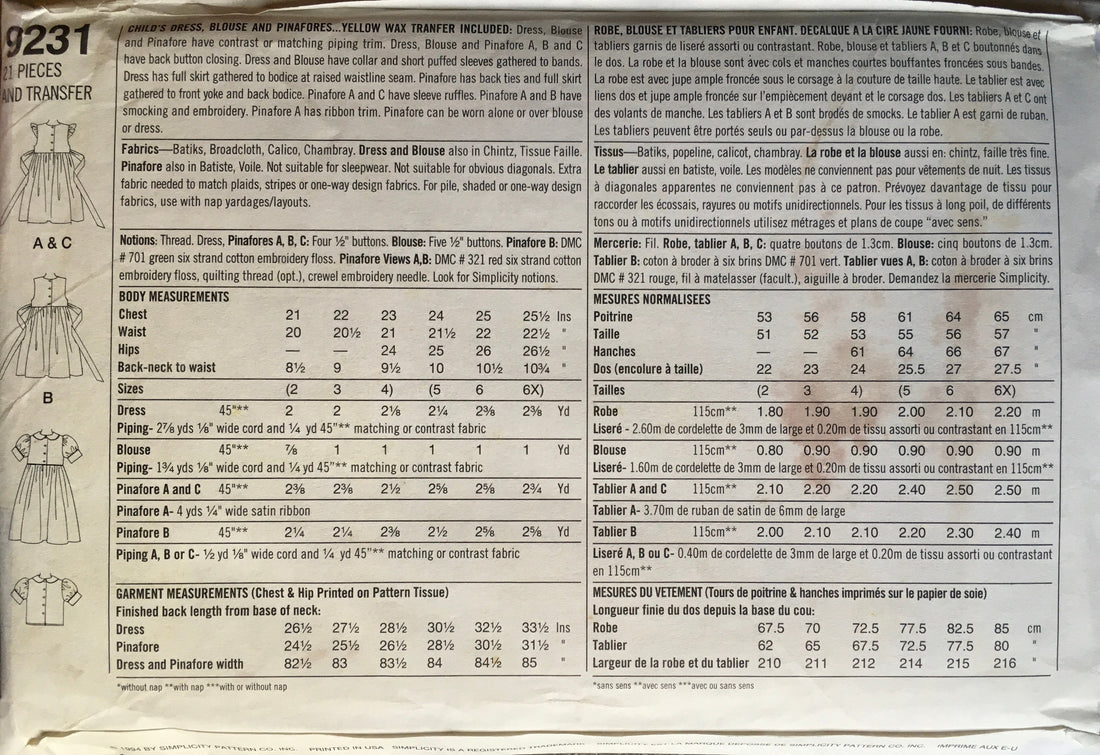 9231
21 PIECES
AND TRANSFER
A & C
B
CHILD'S DRESS, BLOUSE AND PINAFORES...YELLOW WAX TRANFER INCLUDED: Dress, Blouse
and Pinafore have contrast or matching piping trim. Dress, Blouse and Pinafore A, B and C
have back button closing. Dress and Blouse have collar and short puffed sleeves gathered to bands.
Dress has full skirt gathered to bodice at raised waistline seam. Pinafore has back ties and full skirt
gathered to front yoke and back bodice. Pinafore A and C have sleeve ruffles. Pinafore A and B have
smocking and embroidery. Pinafore A has ribbon trim. Pinafore can be worn alone or over blouse
or dress.
Fabrics—Batiks, Broadcloth, Calico, Chambray. Dress and Blouse also in Chintz, Tissue Faille.
Pinafore also in Batiste, Voile. Not suitable for sleepwear. Not suitable for obvious diagonals. Extra
fabric needed to match plaids, stripes or one-way design fabrics. For pile, shaded or one-way design
fabrics, use with nap yardages/layouts.
Notions: Thread. Dress, Pinafores A, B, C: Four ½" buttons. Blouse: Five ½" buttons. Pinafore B: DMC
# 701 green six strand cotton embroidery floss. Pinafore Views A,B: DMC # 321 red six strand cotton
embroidery floss, quilting thread (opt.), crewel embroidery needle. Look for Simplicity notions.
BODY MEASUREMENTS
Chest 21 22 23 24 25 25½ Ins
Waist 20 20½ 21 21½ 22 22½ "
Hips — — 24 25 26 26½ "
Back-neck to waist 8½ 9 9½ 10 10½ 10¾ "
Sizes (2 3 4) (5 6 6X)
Dress 45"** 2 2 2⅛ 2¼ 2⅜ 2⅜ Yd
Piping- 2⅞ yds ⅛" wide cord and ¼ yd 45"** matching or contrast fabric
Blouse 45"** ⅞ 1 1 1 1 1 Yd
Piping- 1¾ yds ⅛" wide cord and ¼ yd 45"** matching or contrast fabric
Pinafore A and C 45"** 2⅜ 2⅜ 2½ 2⅝ 2⅝ 2¾ Yd
Pinafore A- 4 yds ¼" wide satin ribbon
Pinafore B 45"** 2¼ 2¼ 2⅜ 2½ 2⅝ 2⅝ Yd
Piping A, B or C- ½ yd ⅛" wide cord and ¼ yd 45"** matching or contrast fabric
GARMENT MEASUREMENTS (Chest & Hip Printed on Pattern Tissue)
Finished back length from base of neck:
Dress 26½ 27½ 28½ 30½ 32½ 33½ Ins
Pinafore 24½ 25½ 26½ 28½ 30½ 31½ "
Dress and Pinafore width 82½ 83 83½ 84 84½ 85 "
*without nap **with nap ***with or without nap
ROBE, BLOUSE ET TABLIERS POUR ENFANT. DECALQUE A LA CIRE JAUNE FOURNI: Robe, blouse et
tabliers garnis de liseré assorti ou contrastant. Robe, blouse et tabliers A, B et C boutonnés dans
le dos. La robe et la blouse sont avec cols et manches courtes bouffantes froncées sous bandes.
La robe est avec jupe ample froncée sous le corsage à la couture de taille haute. Le tablier est avec
liens dos et jupe ample froncée sur l'empiècement devant et le corsage dos. Les tabliers A et C ont
des volants de manche. Les tabliers A et B sont brodés de smocks. Le tablier A est garni de ruban.
Les tabliers peuvent être portés seuls ou par-dessus la blouse ou la robe.
Tissus—Batiks, popeline, calicot, chambray. La robe et la blouse aussi en: chintz, faille très fine.
Le tablier aussi en batiste, voile. Les modèles ne conviennent pas pour vêtements de nuit. Les tissus
à diagonales apparentes ne conviennent pas à ce patron. Prévoyez davantage de tissu pour
raccorder les écossais, rayures ou motifs unidirectionnels. Pour les tissus à long poil, de différents
tons ou à motifs unidirectionnels utilisez métrages et plans de coupe "avec sens."
Mercerie: Fil. Robe, tablier A, B, C: quatre boutons de 1.3cm. Blouse: cinq boutons de 1.3cm.
Tablier B: coton à broder à six brins DMC # 701 vert. Tablier vues A, B: coton à broder à six brins
DMC # 321 rouge, fil à matelasser (facult.), aiguille à broder. Demandez la mercerie Simplicity.
MESURES NORMALISEES
Poitrine 53 56 58 61 64 65 cm
Taille 51 52 53 55 56 57 "
Hanches — — 61 64 66 67 "
Dos (encolure à taille) 22 23 24 25.5 27 27.5 "
Tailles (2 3 4) (5 6 6X)
Robe 115cm** 1.80 1.90 1.90 2.00 2.10 2.20 m
Liseré - 2.60m de cordelette de 3mm de large et 0.20m de tissu assorti ou contrastant en 115cm**
Blouse 115cm** 0.80 0.90 0.90 0.90 0.90 0.90 m
Liseré- 1.60m de cordelette de 3mm de large et 0.20m de tissu assorti ou contrastant en 115cm**
Tablier A and C 115cm** 2.10 2.20 2.20 2.40 2.50 2.50 m
Tablier A- 3.70m de ruban de satin de 6mm de large
Tablier B 115cm** 2.00 2.10 2.10 2.20 2.30 2.40 m
Liseré A, B ou C- 0.40m de cordelette de 3mm de large et 0.20m de tissu assorti ou contrastant
en 115cm**
MESURES DU VETEMENT (Tours de poitrine & hanches imprimés sur le papier de soie)
Longueur finie du dos depuis la base du cou:
Robe 67.5 70 72.5 77.5 82.5 85 cm
Tablier 62 65 67.5 72.5 77.5 80 "
Largeur de la robe et du tablier 210 211 212 214 215 216 "
*sans sens **avec sens ***avec ou sans sens
© 1994 BY SIMPLICITY PATTERN CO. INC. PRINTED IN USA SIMPLICITY IS A REGISTERED TRADEMARK SIMPLICITY EST LA MARQUE DEPOSEE DE SIMPLICITY PATTERN CO. INC. IMPRIME AUX E-U